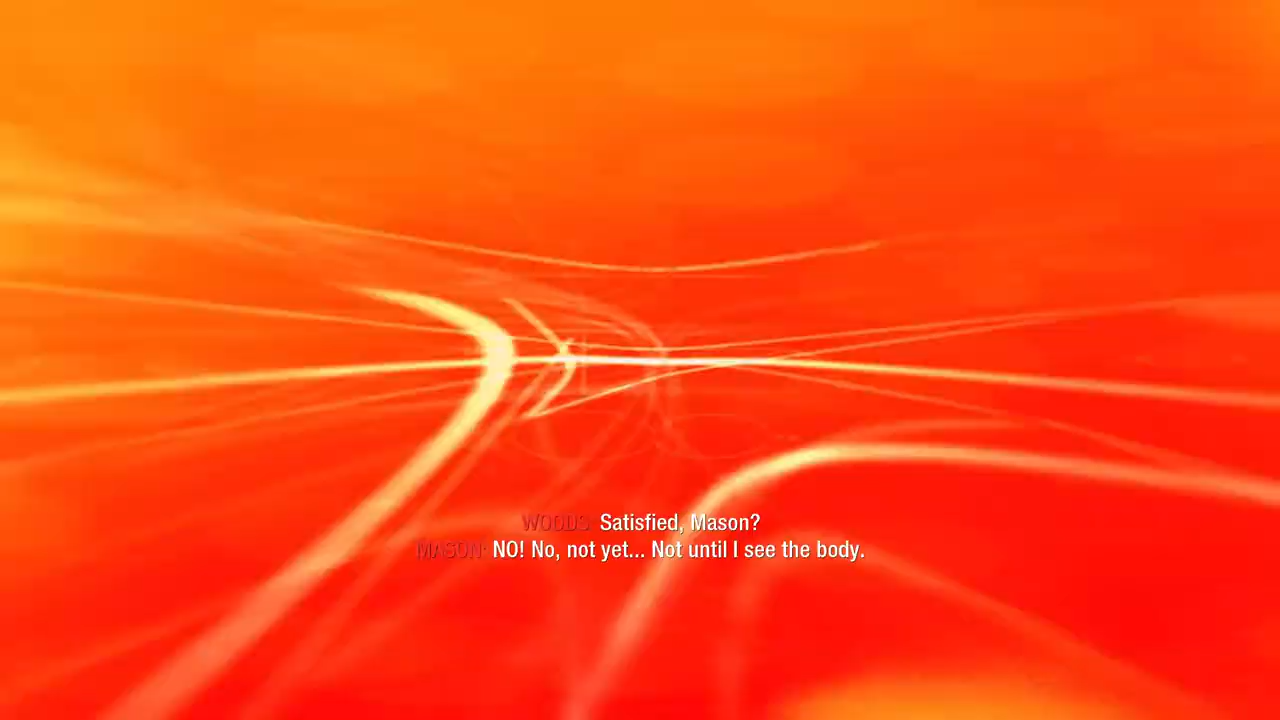 WOODS: Satisfied, Mason?
MASON: NO! No, not yet... Not until I see the body.